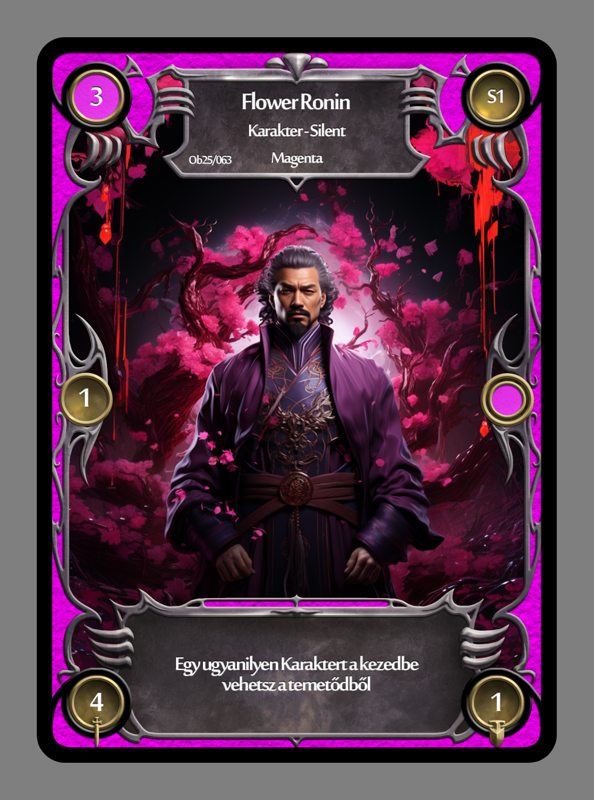 3
Flower Ronin
S1
Karakter - Silent
Ob25/063
Magenta
1
Egy ugyanilyen Karaktert a kezedbe
vehetsz a temetődből
4
1